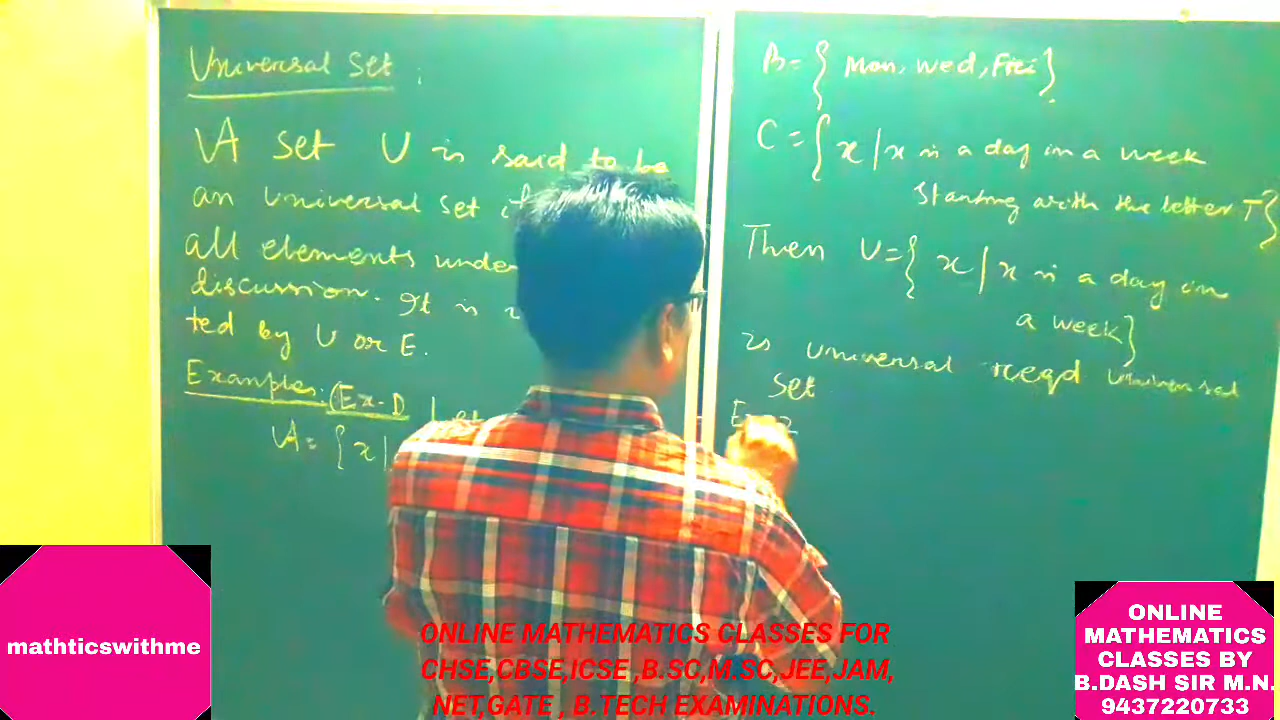 Universal Set :
A set U is said to be
an universal set if
all elements under
discussion. It is
ted by U or E.
Examples: (Ex-1) Let
A = { x |
B = { Mon, Wed, Fri }
C = { x | x is a day in a week
starting with the letter T }
Then U = { x | x is a day in
a week }
is universal reqd universal
set
Ex-2
mathticswithme
ONLINE MATHEMATICS CLASSES FOR
CHSE,CBSE,ICSE ,B.SC,M.SC,JEE,JAM,
NET,GATE , B.TECH EXAMINATIONS.
ONLINE
MATHEMATICS
CLASSES BY
B.DASH SIR M.N.
9437220733